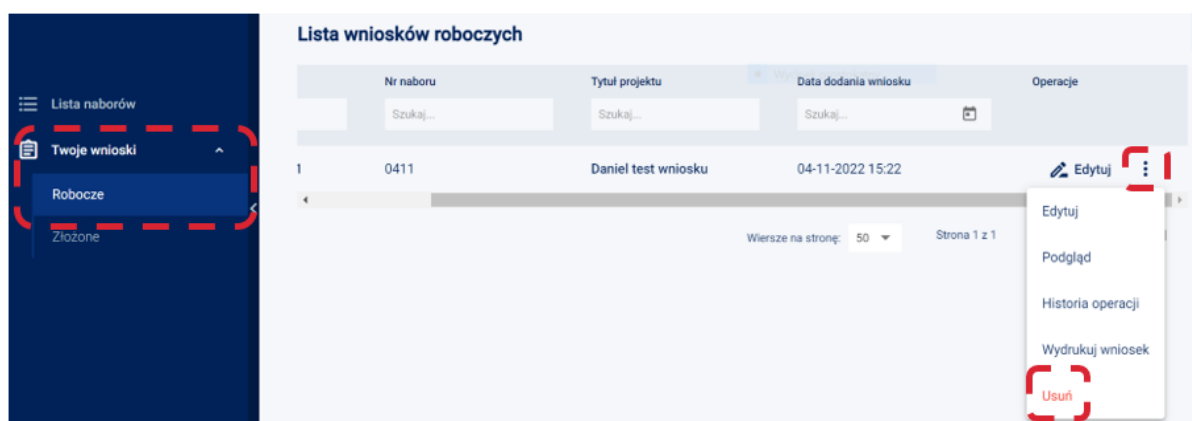 Lista wniosków roboczych
Lista naborów
Twoje wnioski
Robocze
Złożone
Nr naboru Tytuł projektu Data dodania wniosku Operacje
Szukaj... Szukaj... Szukaj...
1 0411 Daniel test wniosku 04-11-2022 15:22 Edytuj
Wiersze na stronę: 50 Strona 1 z 1
Edytuj
Podgląd
Historia operacji
Wydrukuj wniosek
Usuń